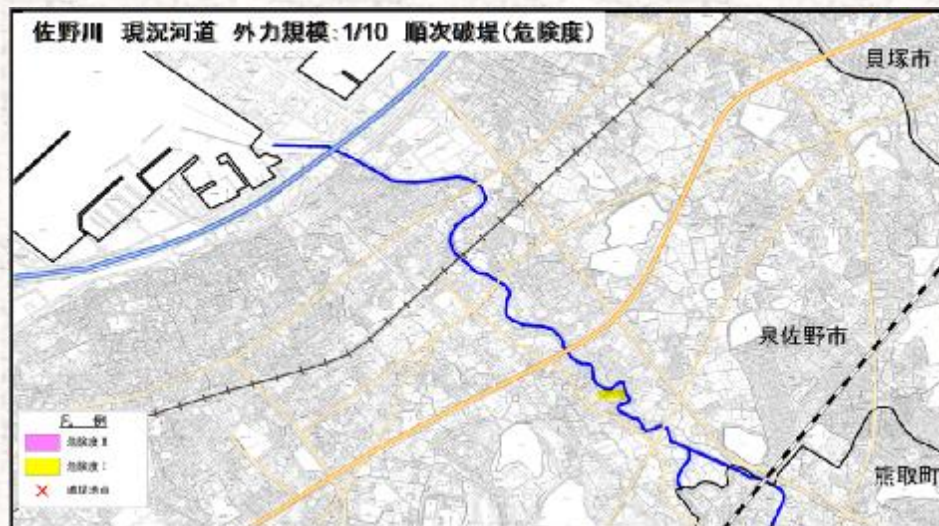 佐野川 現況河道 外力規模:1/10 順次破堤(危険度)
貝塚市
泉佐野市
熊取町
凡 例
危険度Ⅱ
危険度Ⅰ